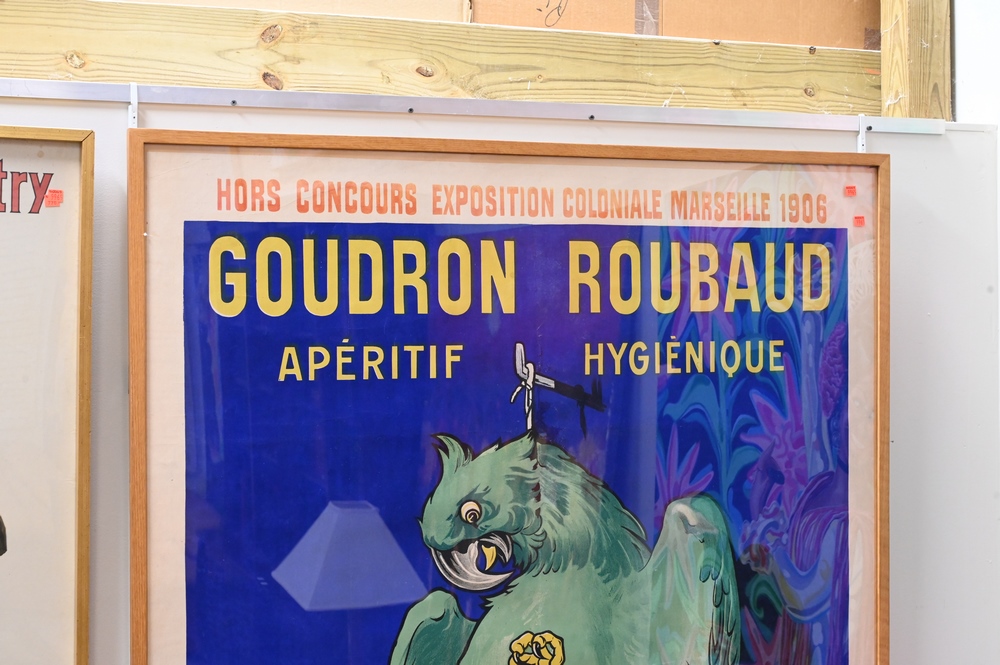 HORS CONCOURS EXPOSITION COLONIALE MARSEILLE 1906
GOUDRON ROUBAUD
APÉRITIF HYGIÉNIQUE
try